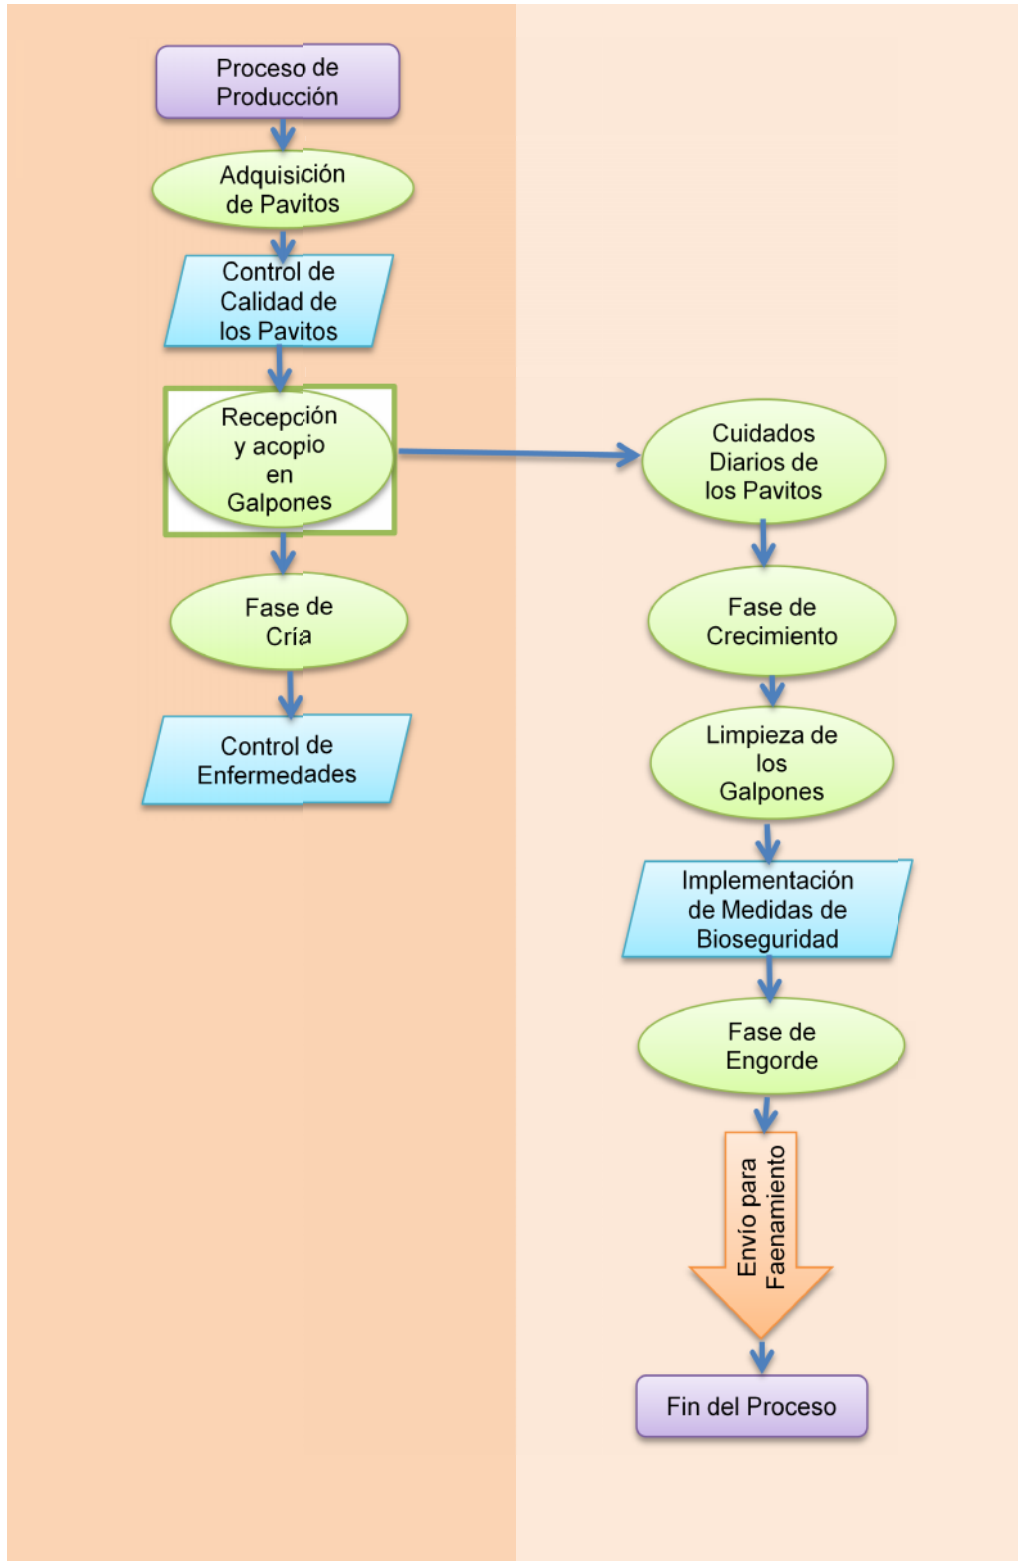 Proceso de
Producción
Adquisición
de Pavitos
Control de
Calidad de
los Pavitos
Recepción
y acopio
en
Galpones
Fase de
Cría
Control de
Enfermedades
Cuidados
Diarios de
los Pavitos
Fase de
Crecimiento
Limpieza de
los
Galpones
Implementación
de Medidas de
Bioseguridad
Fase de
Engorde
Envío para
Faenamiento
Fin del Proceso